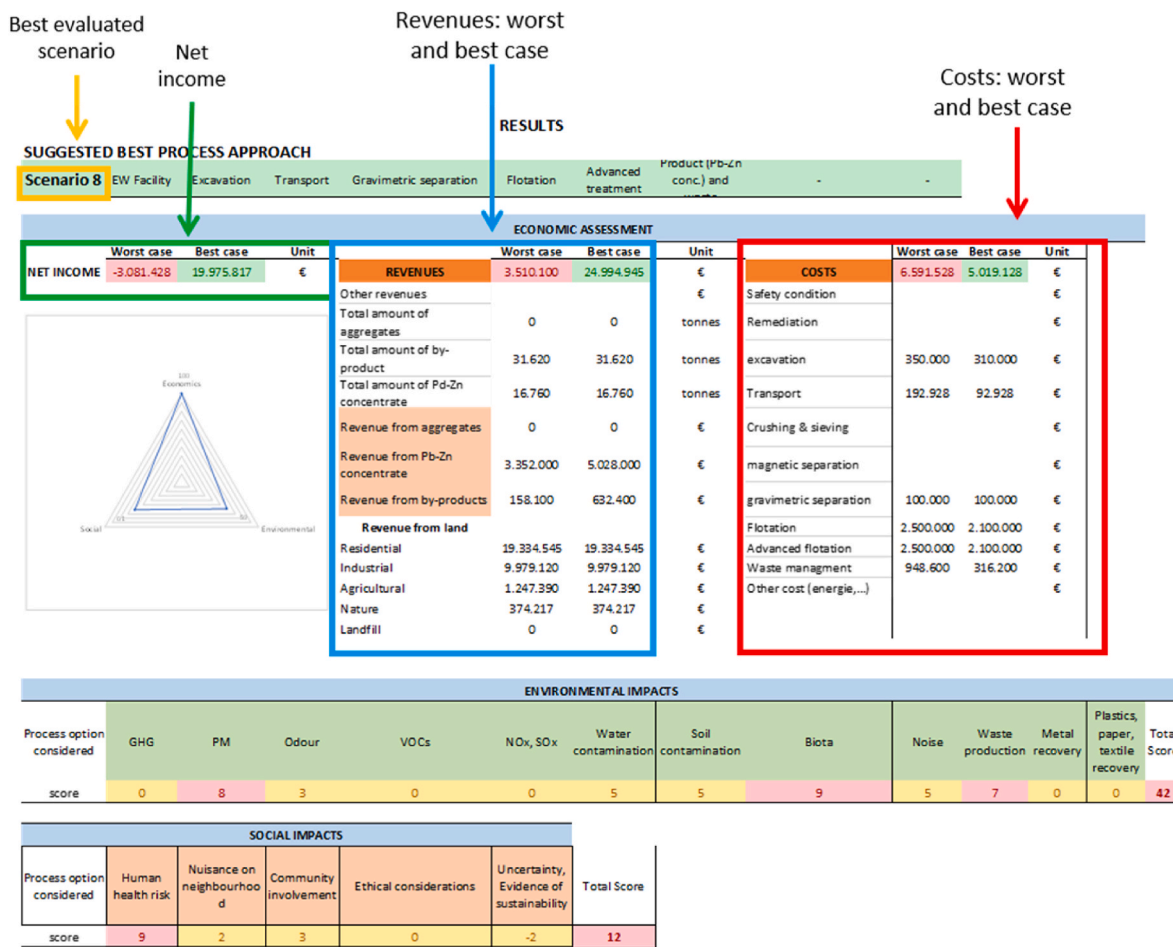 Best evaluated
scenario
Net
income
Revenues: worst
and best case
Costs: worst
and best case
RESULTS
SUGGESTED BEST PROCESS APPROACH
Scenario 8 EW Facility Excavation Transport Gravimetric separation Flotation Advanced treatment Product (Pb-Zn conc.) and - -
ECONOMIC ASSESSMENT
Worst case Best case Unit Worst case Best case Unit Worst case Best case Unit
NET INCOME -3.081.428 19.975.817 € REVENUES 3.510.100 24.994.945 € COSTS 6.591.528 5.019.128 €
Other revenues € Safety condition €
Total amount of aggregates 0 0 tonnes Remediation €
Total amount of by-product 31.620 31.620 tonnes excavation 350.000 310.000 €
Total amount of Pd-Zn concentrate 16.760 16.760 tonnes Transport 192.928 92.928 €
Revenue from aggregates 0 0 € Crushing & sieving €
Revenue from Pb-Zn concentrate 3.352.000 5.028.000 € magnetic separation €
Revenue from by-products 158.100 632.400 € gravimetric separation 100.000 100.000 €
Revenue from land Flotation 2.500.000 2.100.000 €
Residential 19.334.545 19.334.545 € Advanced flotation 2.500.000 2.100.000 €
Industrial 9.979.120 9.979.120 € Waste managment 948.600 316.200 €
Agricultural 1.247.390 1.247.390 € Other cost (energie,...) €
Nature 374.217 374.217 €
Landfill 0 0 €
100
Economics
Social
Environmental
ENVIRONMENTAL IMPACTS
Process option considered GHG PM Odour VOCs NOx, SOx Water contamination Soil contamination Biota Noise Waste production Metal recovery Plastics, paper, textile recovery Total Score
score 0 8 3 0 0 5 5 9 5 7 0 0 42
SOCIAL IMPACTS
Process option considered Human health risk Nuisance on neighbourhoo d Community involvement Ethical considerations Uncertainty, Evidence of sustainability Total Score
score 9 2 3 0 -2 12